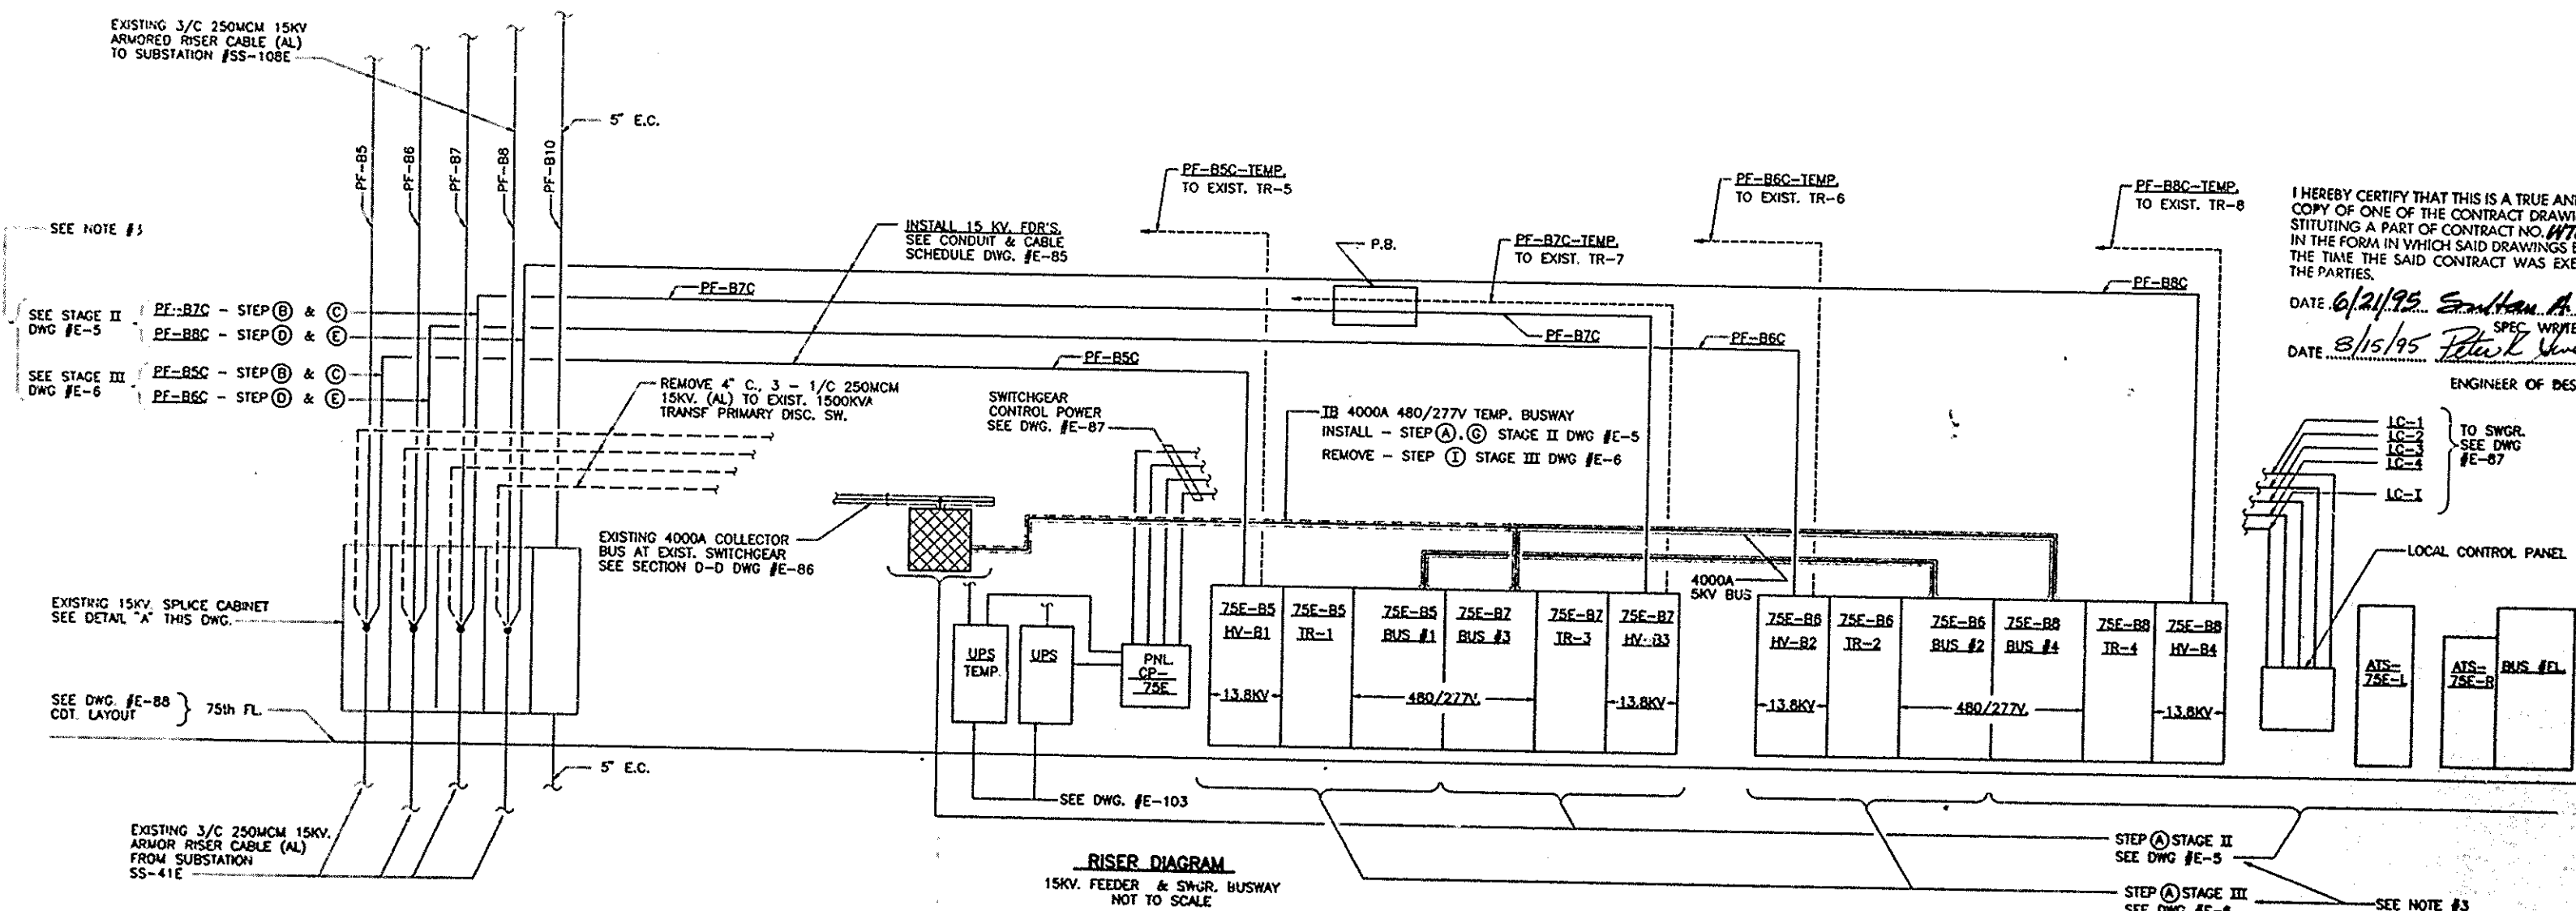 EXISTING 3/C 250MCM 15KV
ARMORED RISER CABLE (AL)
TO SUBSTATION #SS-108E
5" E.C.
PF-B5
PF-B6
PF-B7
PF-B8
PF-B10
SEE NOTE #3
SEE STAGE II
DWG #E-5
PF-B7C - STEP B & C
PF-B8C - STEP D & E
SEE STAGE III
DWG #E-6
PF-B5C - STEP B & C
PF-B6C - STEP D & E
INSTALL 15 KV. FDR'S.
SEE CONDUIT & CABLE
SCHEDULE DWG. #E-85
PF-B5C-TEMP.
TO EXIST. TR-5
P.B.
PF-B7C-TEMP.
TO EXIST. TR-7
PF-B6C-TEMP.
TO EXIST. TR-6
PF-B8C-TEMP.
TO EXIST. TR-8
PF-B7C
PF-B7C
PF-B5C
PF-B6C
PF-B8C
I HEREBY CERTIFY THAT THIS IS A TRUE AN
COPY OF ONE OF THE CONTRACT DRAWI
STITUTING A PART OF CONTRACT NO.
IN THE FORM IN WHICH SAID DRAWINGS
THE TIME THE SAID CONTRACT WAS EXE
THE PARTIES.
DATE 6/21/95
SPEC. WRITE
DATE 8/15/95 Peter
ENGINEER OF DES
REMOVE 4" C., 3 - 1/C 250MCM
15KV. (AL) TO EXIST. 1500KVA
TRANSF PRIMARY DISC. SW.
SWITCHGEAR
CONTROL POWER
SEE DWG. #E-87
TB 4000A 480/277V TEMP. BUSWAY
INSTALL - STEP A, G STAGE II DWG #E-5
REMOVE - STEP I STAGE III DWG #E-6
LC-1
LC-2
LC-3
LC-4
LC-I
TO SWGR.
SEE DWG
#E-87
LOCAL CONTROL PANEL
EXISTING 4000A COLLECTOR
BUS AT EXIST. SWITCHGEAR
SEE SECTION D-D DWG #E-86
4000A
5KV BUS
EXISTING 15KV. SPLICE CABINET
SEE DETAIL "A" THIS DWG.
UPS
TEMP.
UPS
PNL.
CP-
75E
75E-B5
HV-B1
13.8KV
75E-B5
TR-1
75E-B5
BUS #1
75E-B7
BUS #3
480/277V.
75E-B7
TR-3
75E-B7
HV-B3
13.8KV
75E-B6
HV-B2
13.8KV
75E-B6
TR-2
75E-B6
BUS #2
75E-B8
BUS #4
480/277V.
75E-B8
TR-4
75E-B8
HV-B4
13.8KV
ATS-
75E-L
ATS-
75E-R
BUS #EL
SEE DWG. #E-88
CDT. LAYOUT
75th FL.
5" E.C.
SEE DWG. #E-103
EXISTING 3/C 250MCM 15KV.
ARMOR RISER CABLE (AL)
FROM SUBSTATION
SS-41E
STEP A STAGE II
SEE DWG #E-5
STEP A STAGE III
SEE DWG #E-6
SEE NOTE #3
RISER DIAGRAM
15KV. FEEDER & SWGR. BUSWAY
NOT TO SCALE